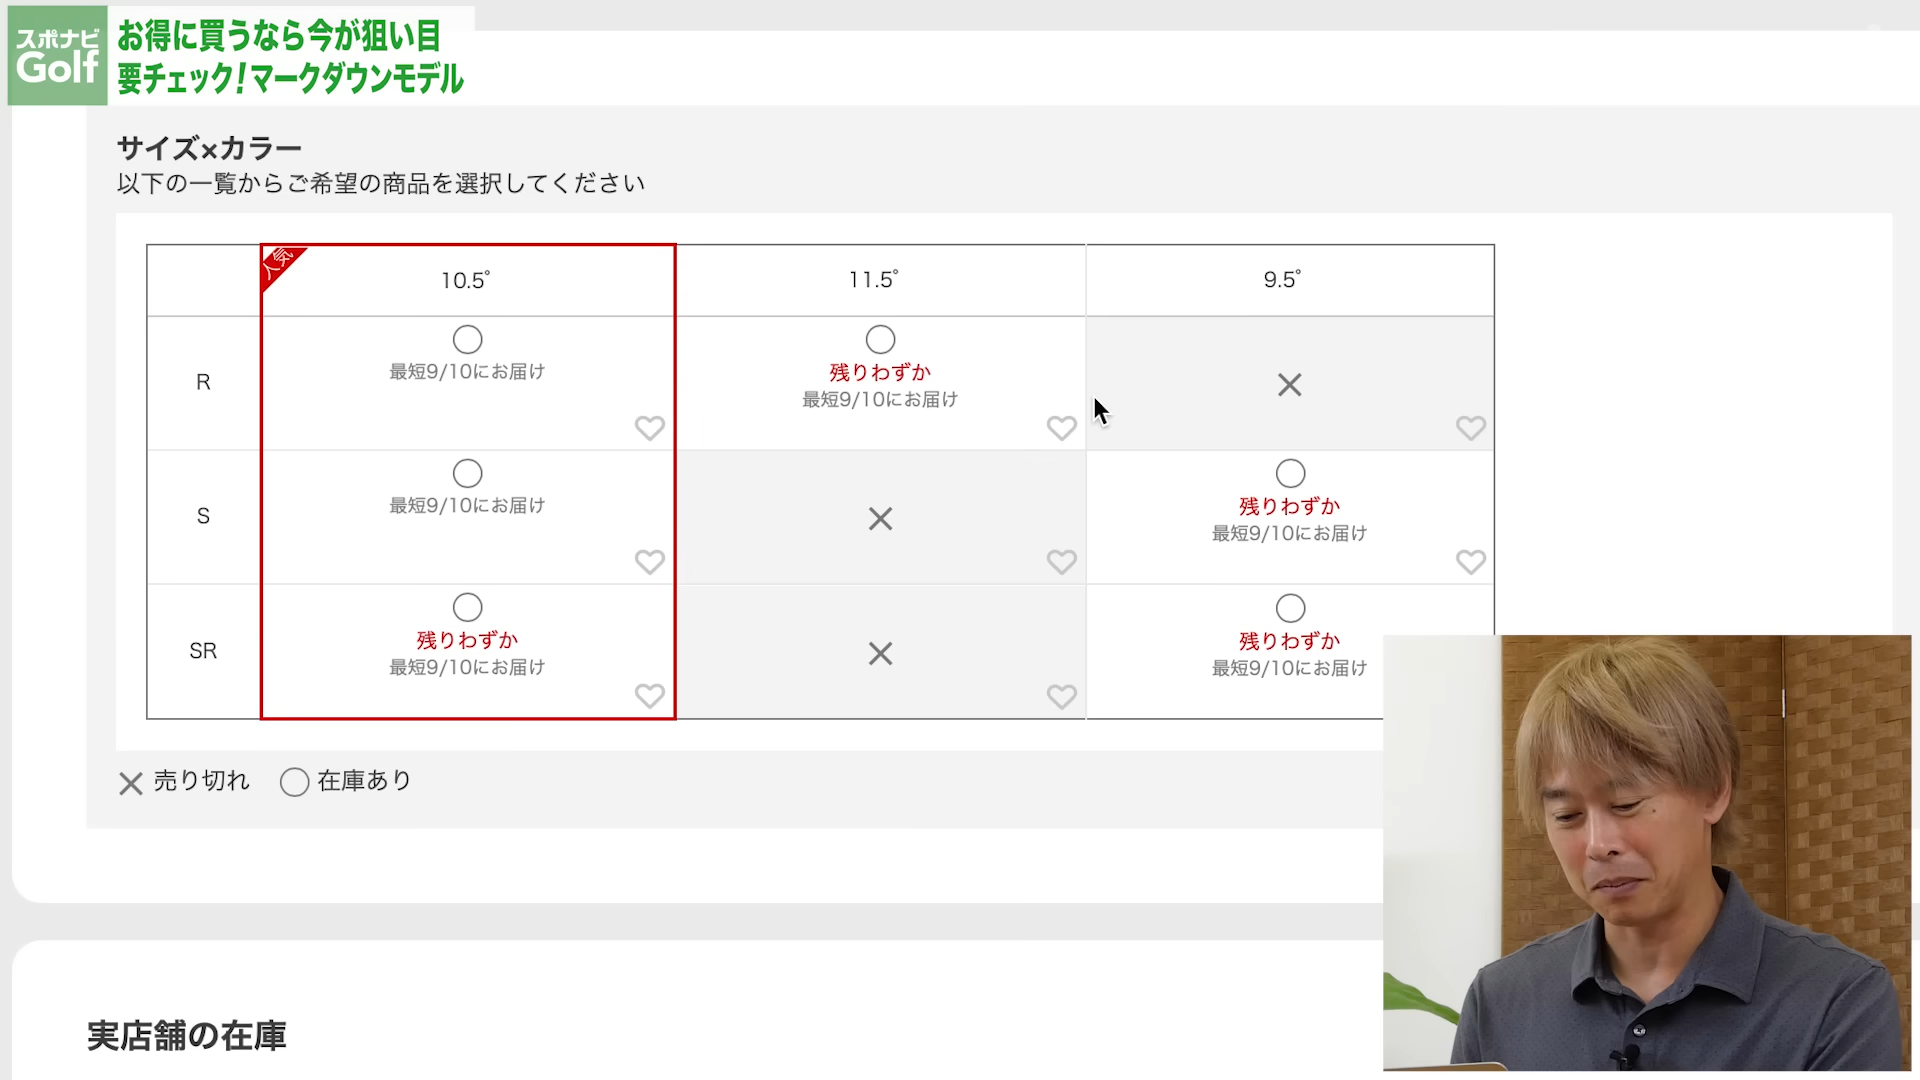 スポナビ
Golf
お得に買うなら今が狙い目
要チェック!マークダウンモデル
サイズ×カラー
以下の一覧からご希望の商品を選択してください
人気
10.5°
11.5°
9.5°
R
最短9/10にお届け
残りわずか
最短9/10にお届け
×
S
最短9/10にお届け
×
残りわずか
最短9/10にお届け
SR
残りわずか
最短9/10にお届け
×
残りわずか
最短9/10にお届け
× 売り切れ ○ 在庫あり
実店舗の在庫